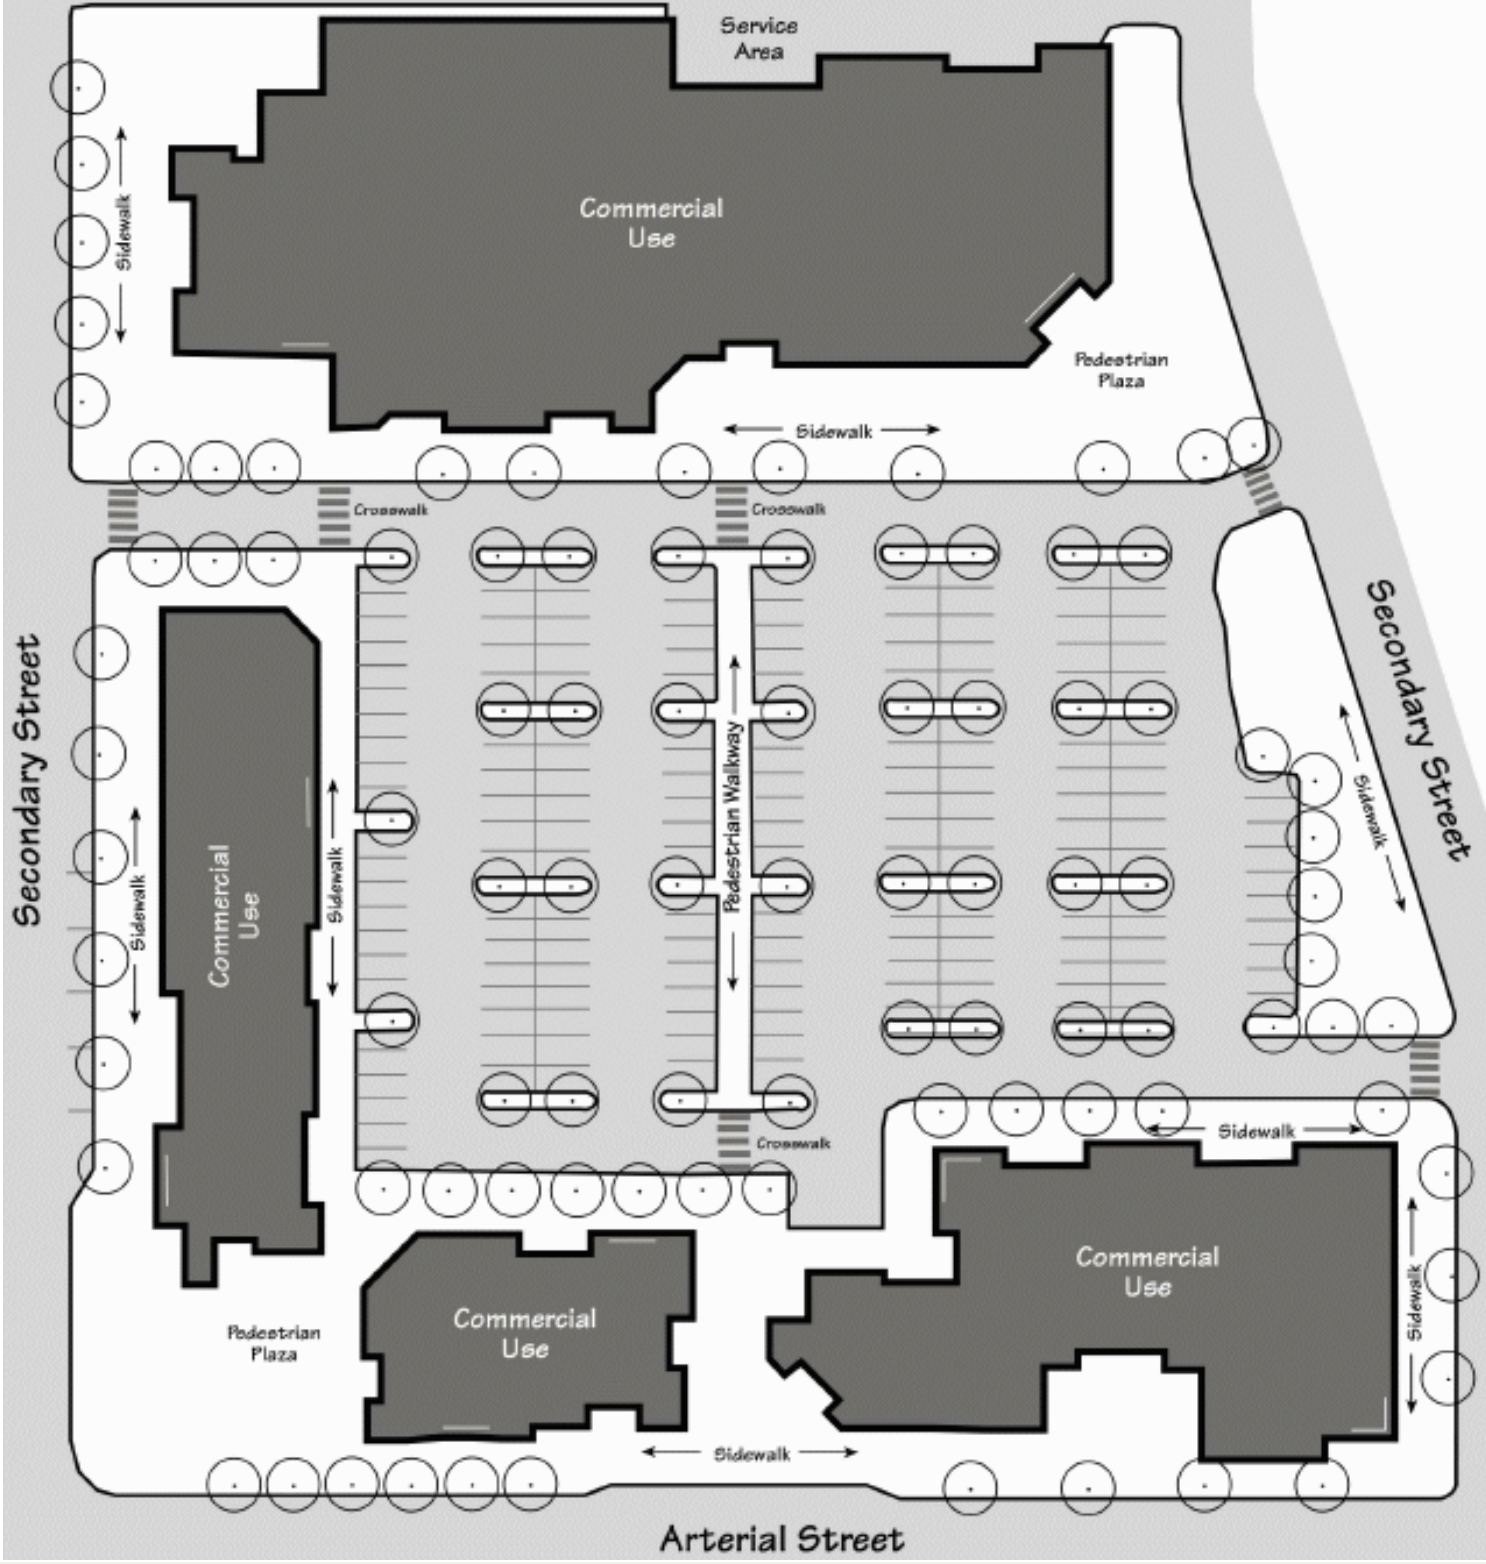 Service
Area
Commercial
Use
Sidewalk
Pedestrian
Plaza
Sidewalk
Crosswalk
Crosswalk
Secondary Street
Secondary Street
Sidewalk
Pedestrian Walkway
Sidewalk
Sidewalk
Commercial
Use
Crosswalk
Sidewalk
Commercial
Use
Sidewalk
Commercial
Use
Pedestrian
Plaza
Sidewalk
Arterial Street